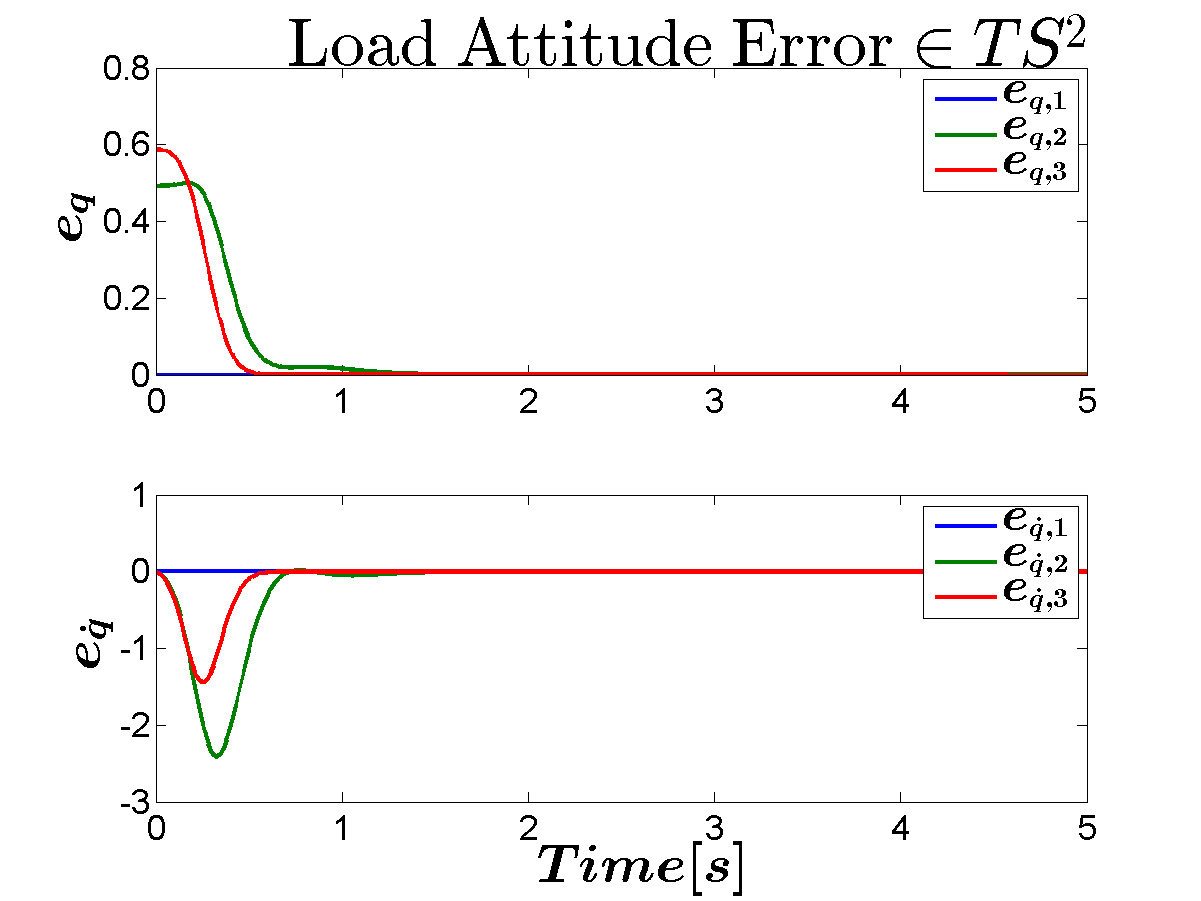 Load Attitude Error ∈ TS²
0.8
0.6
0.4
0.2
0
e_q
e_{q,1}
e_{q,2}
e_{q,3}
0 1 2 3 4 5
1
0
-1
-2
-3
e_{q̇}
e_{q̇,1}
e_{q̇,2}
e_{q̇,3}
0 1 2 3 4 5
Time[s]